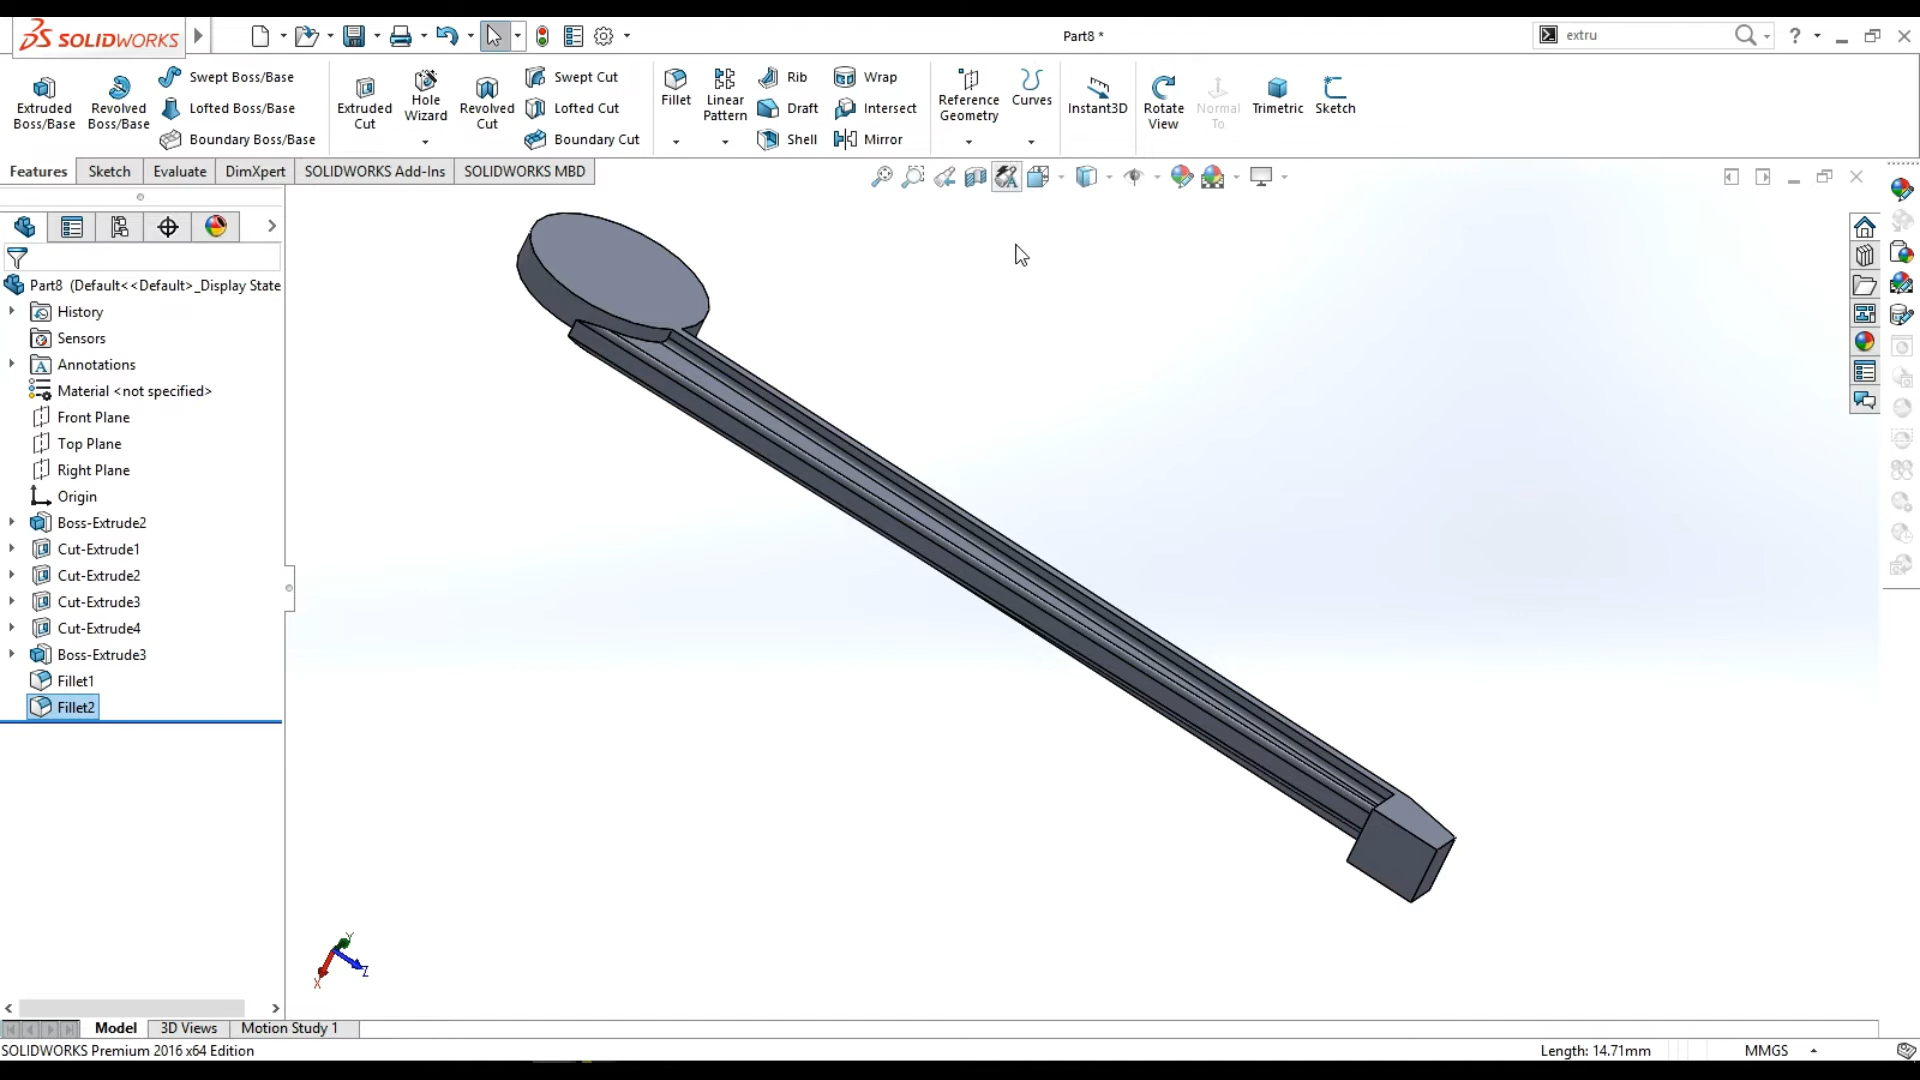 SOLIDWORKS
Part8 *
extru
Extruded Boss/Base
Revolved Boss/Base
Swept Boss/Base
Lofted Boss/Base
Boundary Boss/Base
Extruded Cut
Hole Wizard
Revolved Cut
Swept Cut
Lofted Cut
Boundary Cut
Fillet
Linear Pattern
Rib
Draft
Shell
Wrap
Intersect
Mirror
Reference Geometry
Curves
Instant3D
Rotate View
Normal To
Trimetric
Sketch
Features
Sketch
Evaluate
DimXpert
SOLIDWORKS Add-Ins
SOLIDWORKS MBD
Part8 (Default<<Default>_Display State
History
Sensors
Annotations
Material <not specified>
Front Plane
Top Plane
Right Plane
Origin
Boss-Extrude2
Cut-Extrude1
Cut-Extrude2
Cut-Extrude3
Cut-Extrude4
Boss-Extrude3
Fillet1
Fillet2
Y
X
Z
Model
3D Views
Motion Study 1
SOLIDWORKS Premium 2016 x64 Edition
Length: 14.71mm
MMGS